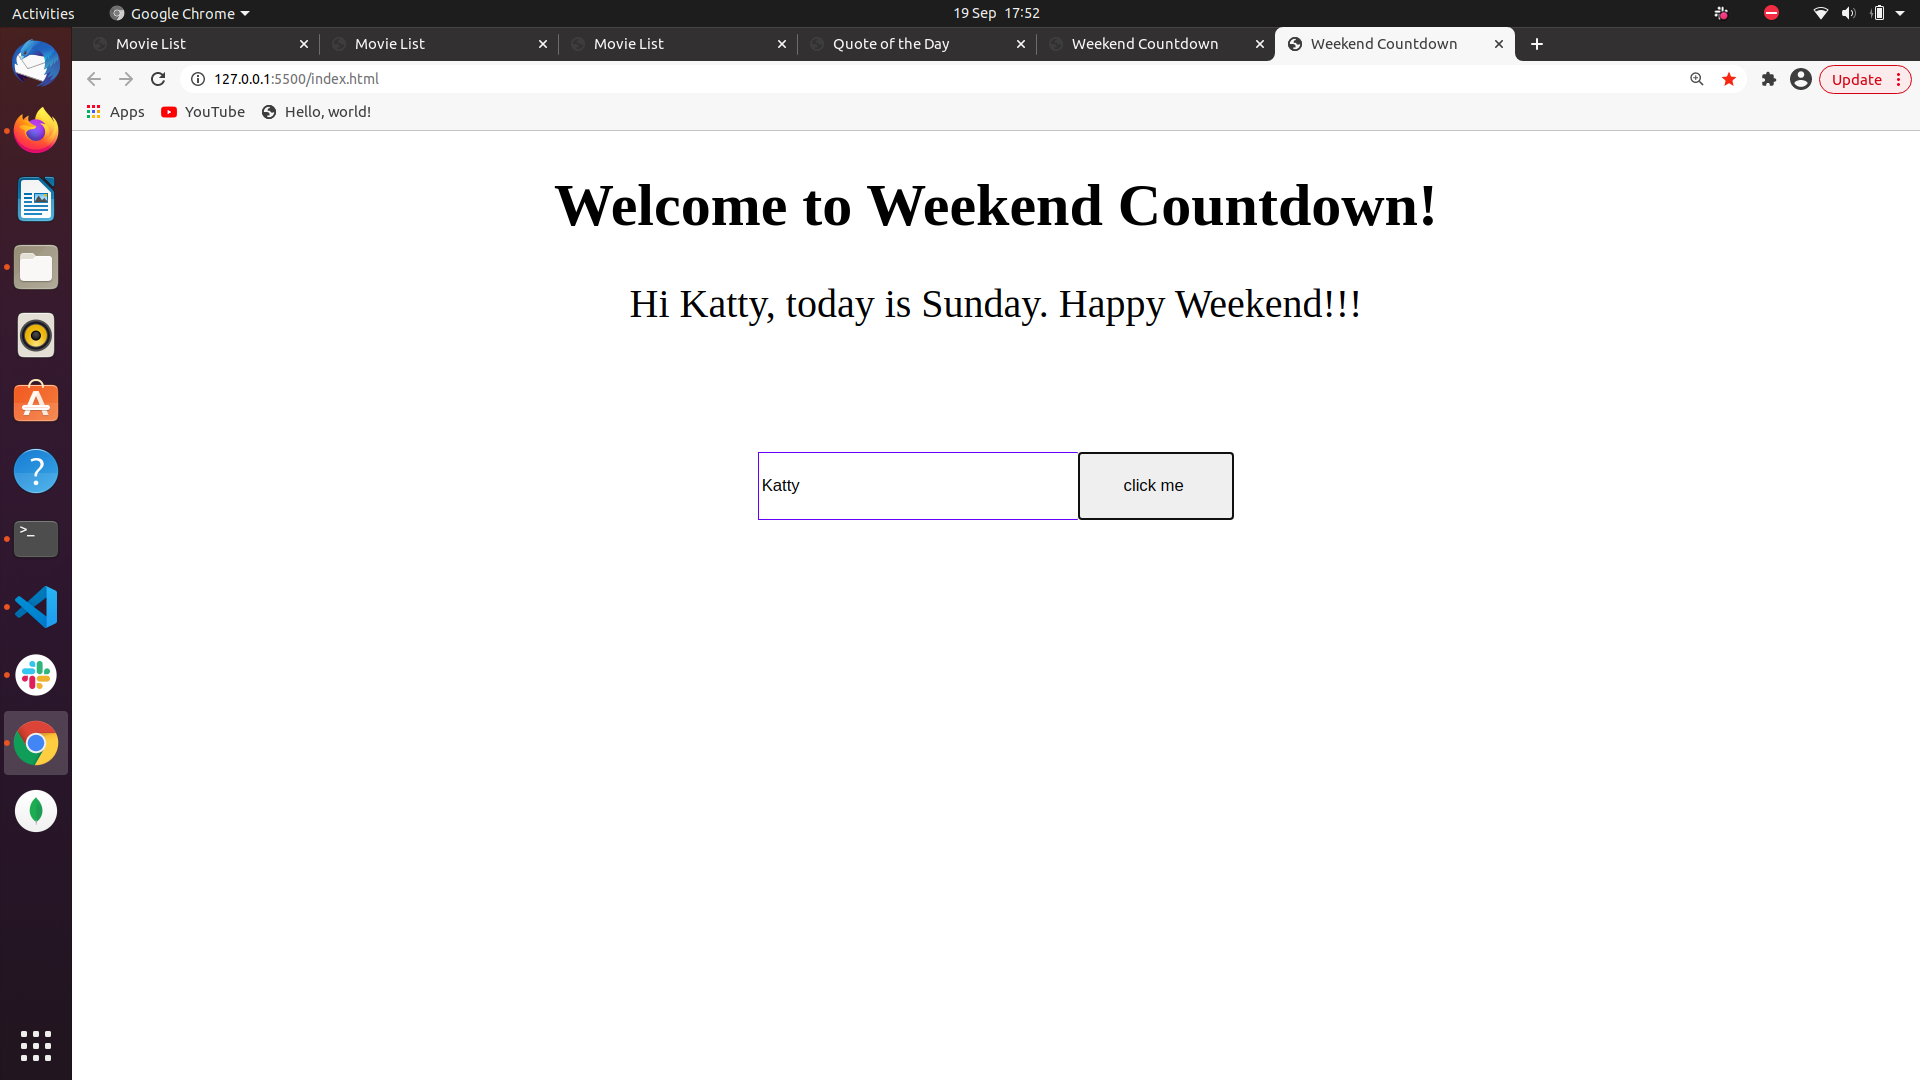 Activities
Google Chrome
19 Sep 17:52
Movie List
Movie List
Movie List
Quote of the Day
Weekend Countdown
Weekend Countdown
127.0.0.1:5500/index.html
Update
Apps
YouTube
Hello, world!
Welcome to Weekend Countdown!
Hi Katty, today is Sunday. Happy Weekend!!!
Katty
click me